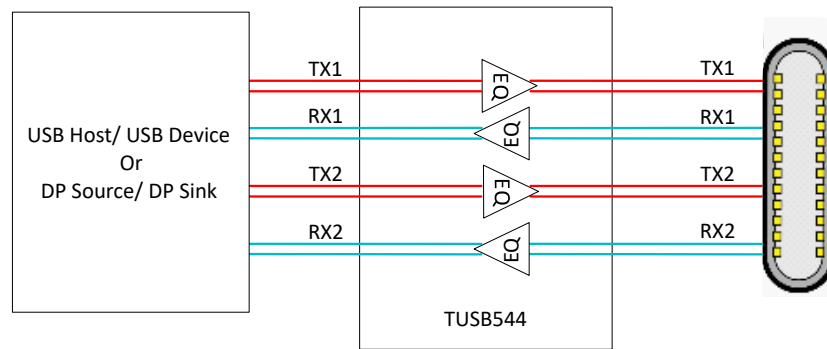 TX1
TX1
EQ
RX1
RX1
EQ
USB Host/ USB Device
Or
DP Source/ DP Sink
TX2
TX2
EQ
RX2
RX2
EQ
TUSB544